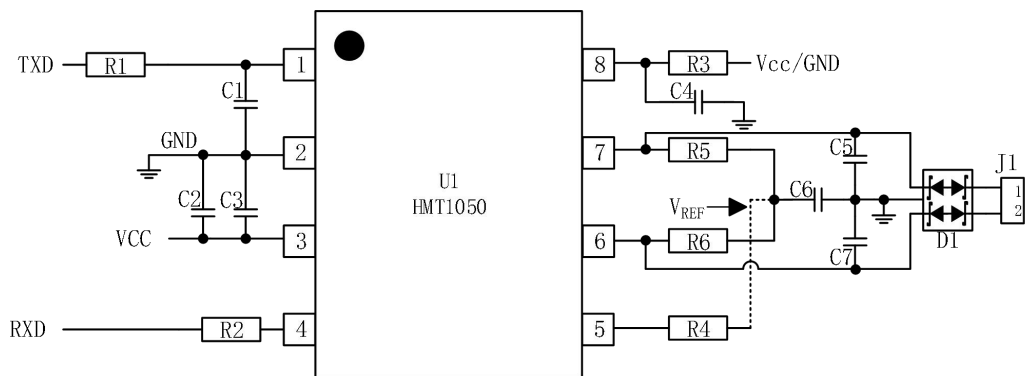 TXD R1 1 8 R3 Vcc/GND
C1 C4
GND 2 7 R5 C5 J1
U1
HMT1050
C2 C3 C6 1
VREF 2
VCC 3 6 R6 C7 D1
RXD R2 4 5 R4